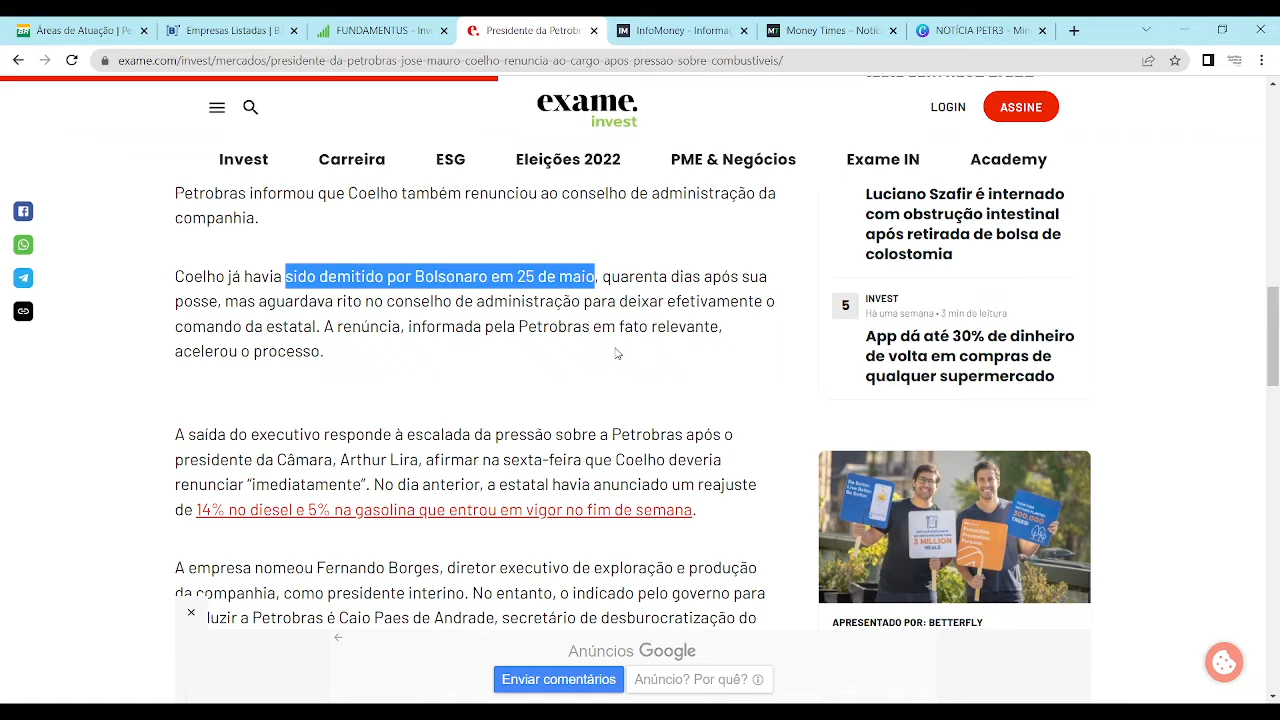 Áreas de Atuação | Pe
Empresas Listadas | B
FUNDAMENTUS - Inv
Presidente da Petrob
InfoMoney - Informaç
Money Times – Notíc
NOTÍCIA PETR3 - Min
exame.com/invest/mercados/presidente-da-petrobras-jose-mauro-coelho-renuncia-ao-cargo-apos-pressao-sobre-combustiveis/
exame.
invest
LOGIN
ASSINE
Invest
Carreira
ESG
Eleições 2022
PME & Negócios
Exame IN
Academy
Petrobras informou que Coelho também renunciou ao conselho de administração da
companhia.
Coelho já havia sido demitido por Bolsonaro em 25 de maio, quarenta dias após sua
posse, mas aguardava rito no conselho de administração para deixar efetivamente o
comando da estatal. A renúncia, informada pela Petrobras em fato relevante,
acelerou o processo.
A saída do executivo responde à escalada da pressão sobre a Petrobras após o
presidente da Câmara, Arthur Lira, afirmar na sexta-feira que Coelho deveria
renunciar “imediatamente”. No dia anterior, a estatal havia anunciado um reajuste
de 14% no diesel e 5% na gasolina que entrou em vigor no fim de semana.
A empresa nomeou Fernando Borges, diretor executivo de exploração e produção
da companhia, como presidente interino. No entanto, o indicado pelo governo para
luzir a Petrobras é Caio Paes de Andrade, secretário de desburocratização do
Luciano Szafir é internado
com obstrução intestinal
após retirada de bolsa de
colostomia
5
INVEST
Há uma semana • 3 min de leitura
App dá até 30% de dinheiro
de volta em compras de
qualquer supermercado
3 MILLION
MEALS
300.000
TREES!
APRESENTADO POR: BETTERFLY
Anúncios Google
Enviar comentários
Anúncio? Por quê?